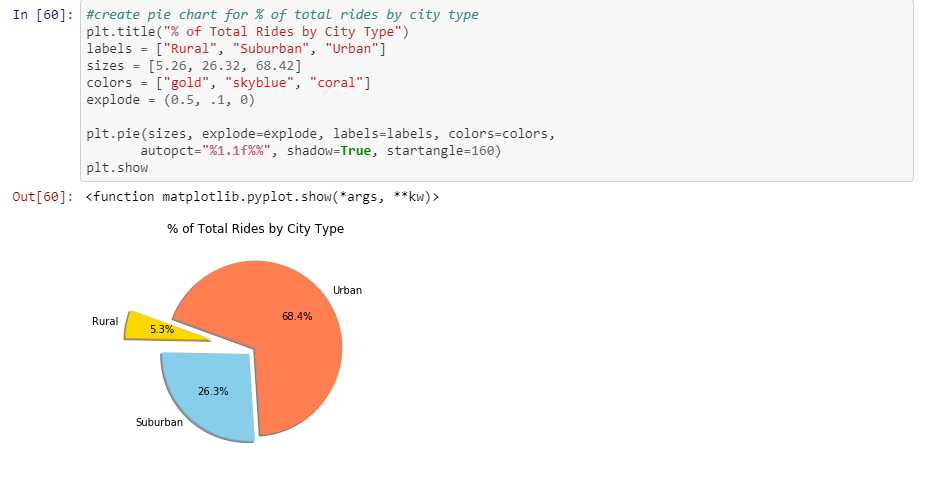 In [60]: #create pie chart for % of total rides by city type
plt.title("% of Total Rides by City Type")
labels = ["Rural", "Suburban", "Urban"]
sizes = [5.26, 26.32, 68.42]
colors = ["gold", "skyblue", "coral"]
explode = (0.5, .1, 0)
plt.pie(sizes, explode=explode, labels=labels, colors=colors,
autopct="%1.1f%%", shadow=True, startangle=160)
plt.show
Out[60]: <function matplotlib.pyplot.show(*args, **kw)>
% of Total Rides by City Type
Urban
68.4%
Rural
5.3%
26.3%
Suburban